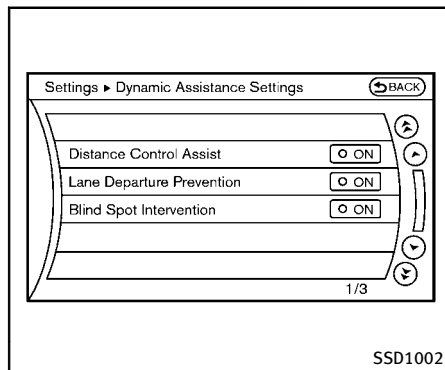 Settings ▸ Dynamic Assistance Settings
BACK
Distance Control Assist ON
Lane Departure Prevention ON
Blind Spot Intervention ON
1/3
SSD1002